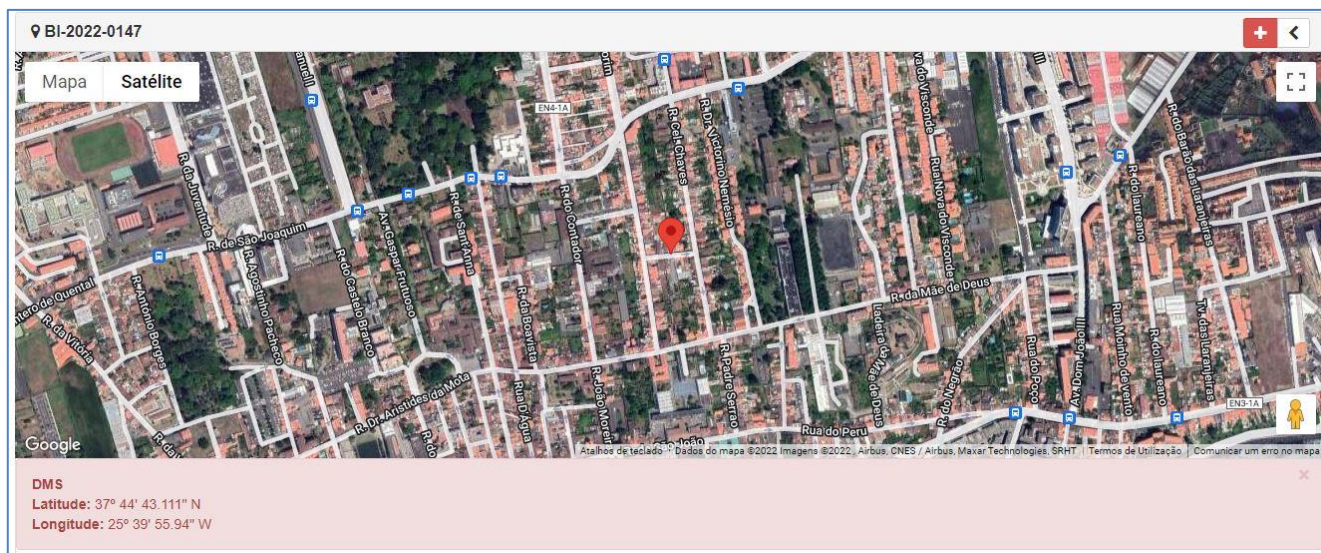 BI-2022-0147
Mapa
Satélite
EN4-1A
R. Cel. Chaves
R. Dr. Victorino Nemésio
Rua Nova do Visconde
R. do Barão das Laranjeiras
R. da Juventude
R. de São Joaquim
R. de Sant'Anna
R. do Contador
R. do Laureano
R. António Borges
R. Agostinho Pacheco
R. do Castelo Branco
Av. Gaspar Frutuoso
R. da Vitória
R. da Boavista
R. da Mãe de Deus
Ladeira da Mãe de Deus
R. Dr. Aristides da Mota
Rua D'Água
R. João Moreir
R. Padre Serrão
R. do Negrão
Rua do Poço
Av. Dom João III
Rua Moinho de Vento
R. do Laureano
Tv. das Laranjeiras
Rua do Peru
EN3-1A
Google
Atalhos de teclado
Dados do mapa ©2022 Imagens ©2022 , Airbus, CNES / Airbus, Maxar Technologies, SRHT
Termos de Utilização
Comunicar um erro no mapa
DMS
Latitude: 37º 44' 43.111" N
Longitude: 25º 39' 55.94" W